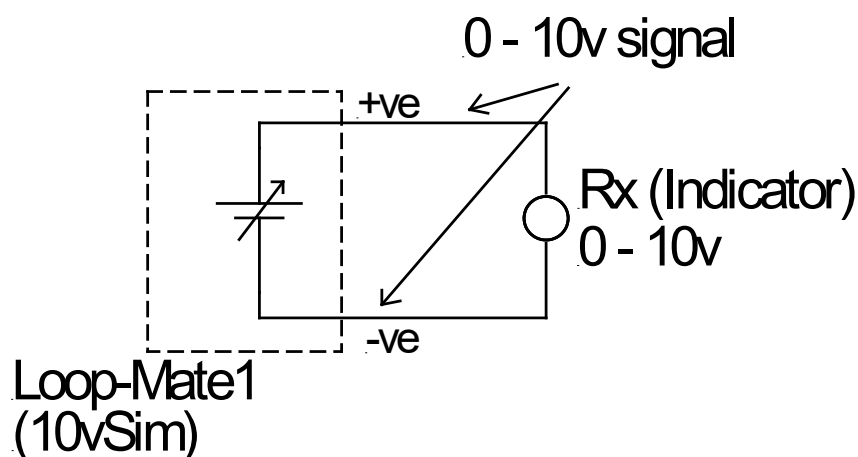 0 - 10v signal
+ve
Rx (Indicator)
0 - 10v
-ve
Loop-Mate1
(10vSim)